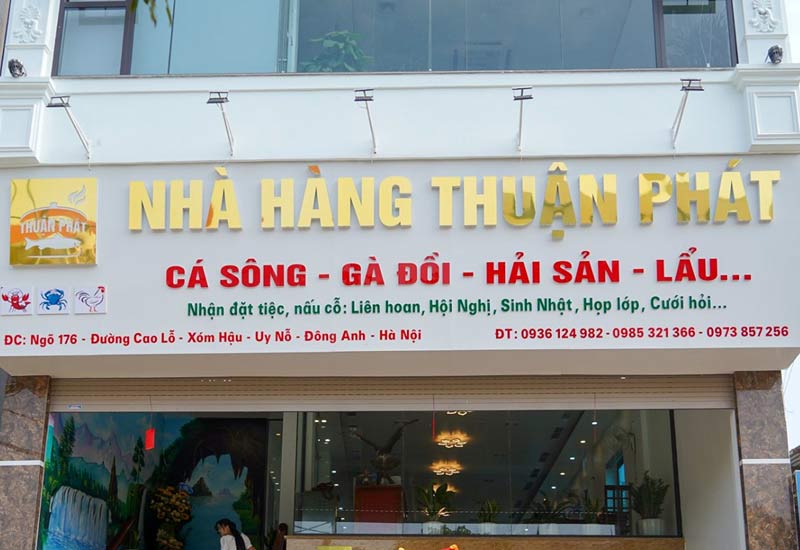 NHÀ HÀNG THUẬN PHÁT
THUẬN PHÁT
CÁ SÔNG - GÀ ĐỒI - HẢI SẢN - LẨU...
Nhận đặt tiệc, nấu cỗ: Liên hoan, Hội Nghị, Sinh Nhật, Họp lớp, Cưới hỏi...
ĐC: Ngõ 176 - Đường Cao Lỗ - Xóm Hậu - Uy Nỗ - Đông Anh - Hà Nội ĐT: 0936 124 982 - 0985 321 366 - 0973 857 256